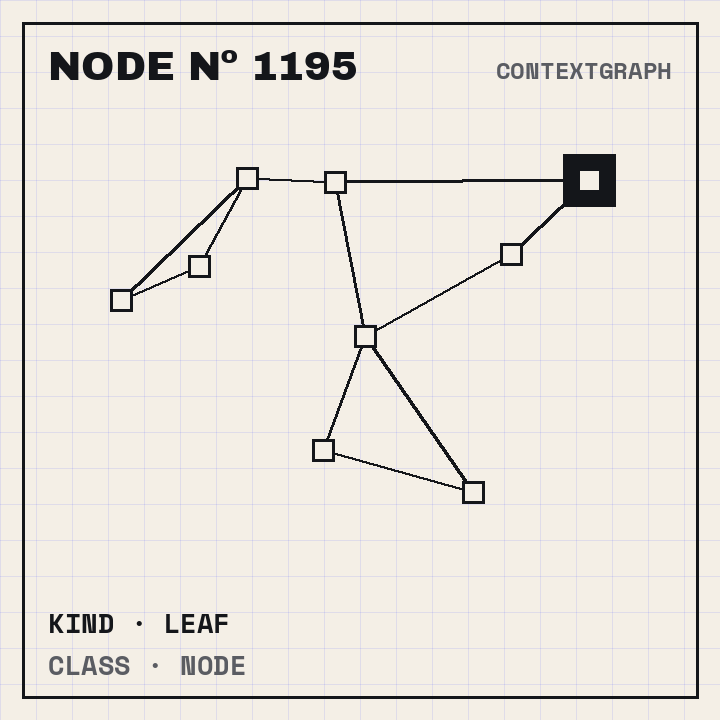 NODE Nº 1195
CONTEXTGRAPH
KIND · LEAF
CLASS · NODE